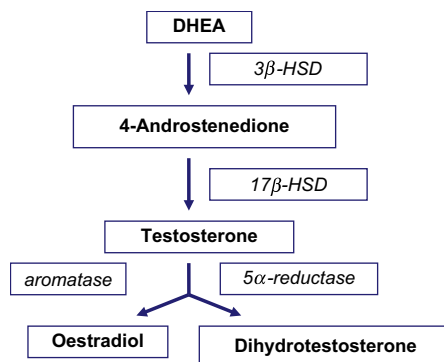 DHEA
3β-HSD
4-Androstenedione
17β-HSD
Testosterone
aromatase
5α-reductase
Oestradiol
Dihydrotestosterone